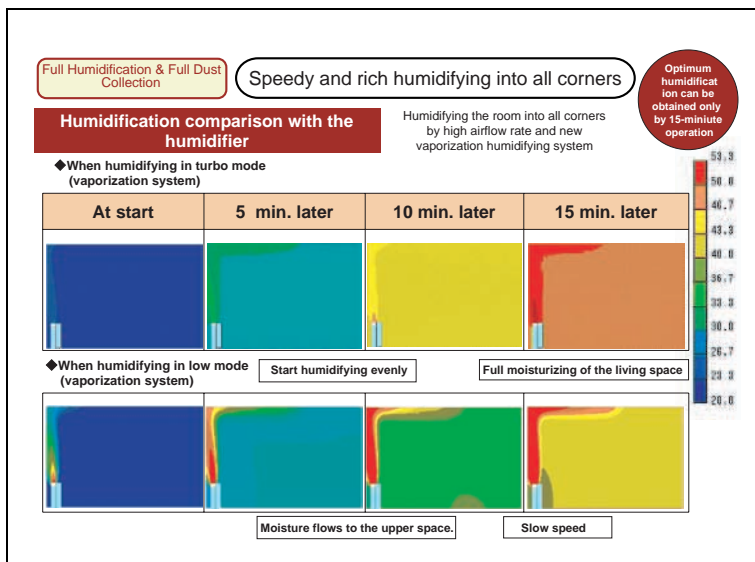 Full Humidification & Full Dust
Collection
Speedy and rich humidifying into all corners
Optimum
humidificat
ion can be
obtained only
by 15-miniute
operation
Humidification comparison with the
humidifier
Humidifying the room into all corners
by high airflow rate and new
vaporization humidifying system
◆When humidifying in turbo mode
(vaporization system)
At start
5 min. later
10 min. later
15 min. later
53.3
50.0
46.7
43.3
40.0
36.7
33.3
30.0
26.7
23.3
20.0
◆When humidifying in low mode
(vaporization system)
Start humidifying evenly
Full moisturizing of the living space
Moisture flows to the upper space.
Slow speed